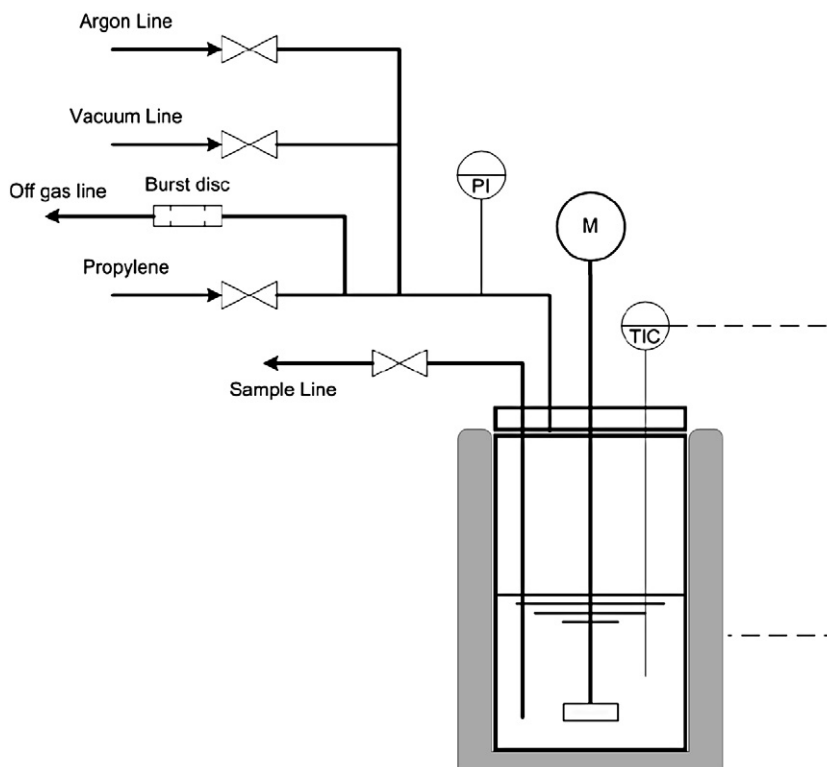 Argon Line
Vacuum Line
Off gas line
Burst disc
PI
M
Propylene
TIC
Sample Line